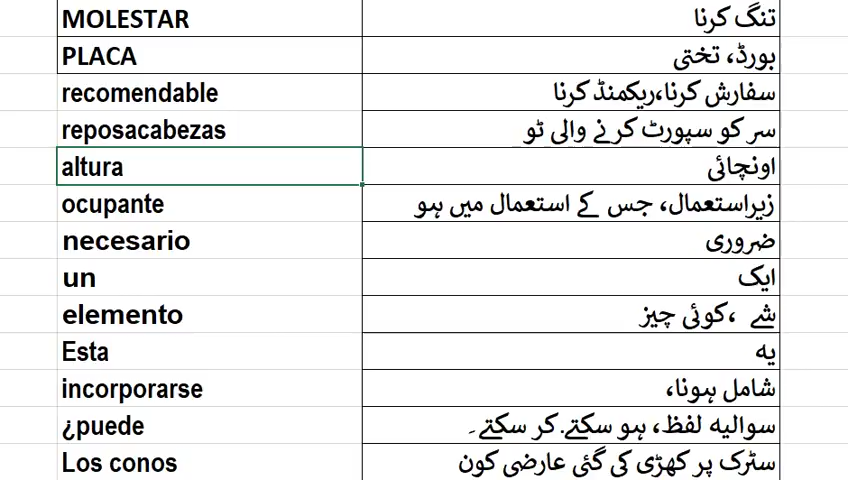 MOLESTAR تنگ کرنا
PLACA بورڈ، تختی
recomendable سفارش کرنا،ریکمنڈ کرنا
reposacabezas سر کو سپورٹ کرنے والی ٹو
altura اونچائی
ocupante زیراستعمال، جس کے استعمال میں ہو
necesario ضروری
un ایک
elemento شے ،کوئی چیز
Esta یہ
incorporarse شامل ہونا،
¿puede سوالیہ لفظ، ہو سکتے۔کر سکتے۔
Los conos سٹرک پر کھڑی کی گئی عارضی کون